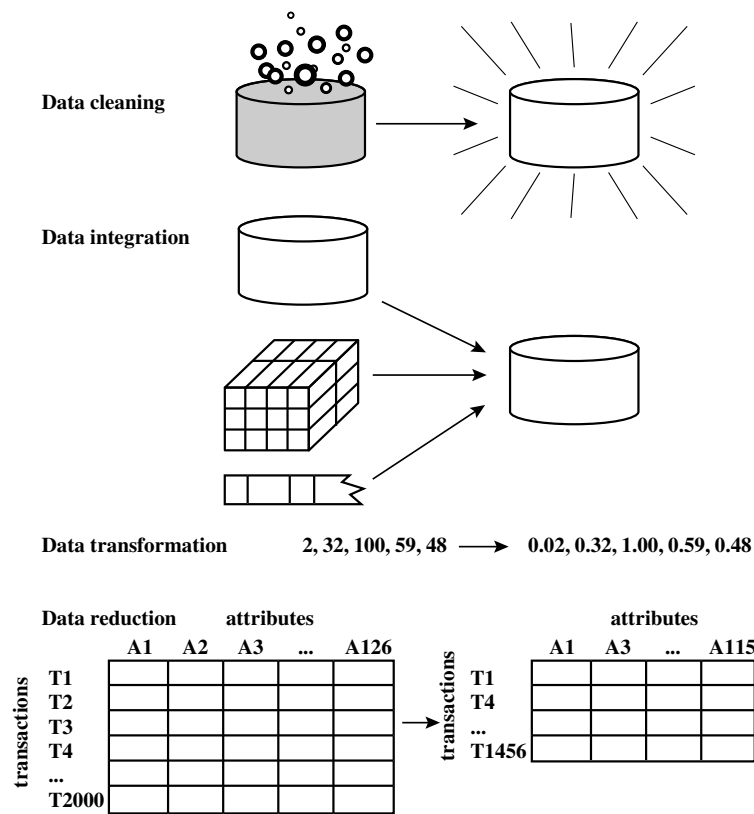 Data cleaning
Data integration
Data transformation 2, 32, 100, 59, 48 0.02, 0.32, 1.00, 0.59, 0.48
Data reduction attributes
A1 A2 A3 ... A126
transactions
T1
T2
T3
T4
...
T2000
attributes
A1 A3 ... A115
transactions
T1
T4
...
T1456